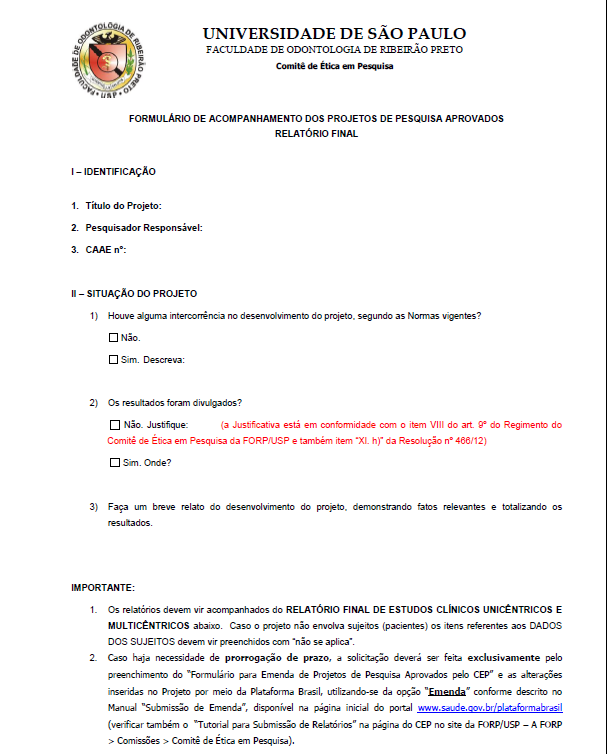 FACULDADE DE ODONTOLOGIA DE RIBEIRÃO PRETO
U·S·P
UNIVERSIDADE DE SÃO PAULO
FACULDADE DE ODONTOLOGIA DE RIBEIRÃO PRETO
Comitê de Ética em Pesquisa
FORMULÁRIO DE ACOMPANHAMENTO DOS PROJETOS DE PESQUISA APROVADOS
RELATÓRIO FINAL
I – IDENTIFICAÇÃO
1. Título do Projeto:
2. Pesquisador Responsável:
3. CAAE nº:
II – SITUAÇÃO DO PROJETO
1) Houve alguma intercorrência no desenvolvimento do projeto, segundo as Normas vigentes?
☐ Não.
☐ Sim. Descreva:
2) Os resultados foram divulgados?
☐ Não. Justifique: (a Justificativa está em conformidade com o item VIII do art. 9º do Regimento do
Comitê de Ética em Pesquisa da FORP/USP e também item “XI. h)” da Resolução nº 466/12)
☐ Sim. Onde?
3) Faça um breve relato do desenvolvimento do projeto, demonstrando fatos relevantes e totalizando os
resultados.
IMPORTANTE:
1. Os relatórios devem vir acompanhados do RELATÓRIO FINAL DE ESTUDOS CLÍNICOS UNICÊNTRICOS E
MULTICÊNTRICOS abaixo. Caso o projeto não envolva sujeitos (pacientes) os itens referentes aos DADOS
DOS SUJEITOS devem vir preenchidos com “não se aplica”.
2. Caso haja necessidade de prorrogação de prazo, a solicitação deverá ser feita exclusivamente pelo
preenchimento do “Formulário para Emenda de Projetos de Pesquisa Aprovados pelo CEP” e as alterações
inseridas no Projeto por meio da Plataforma Brasil, utilizando-se da opção “Emenda” conforme descrito no
Manual “Submissão de Emenda”, disponível na página inicial do portal www.saude.gov.br/plataformabrasil
(verificar também o “Tutorial para Submissão de Relatórios” na página do CEP no site da FORP/USP – A FORP
> Comissões > Comitê de Ética em Pesquisa).